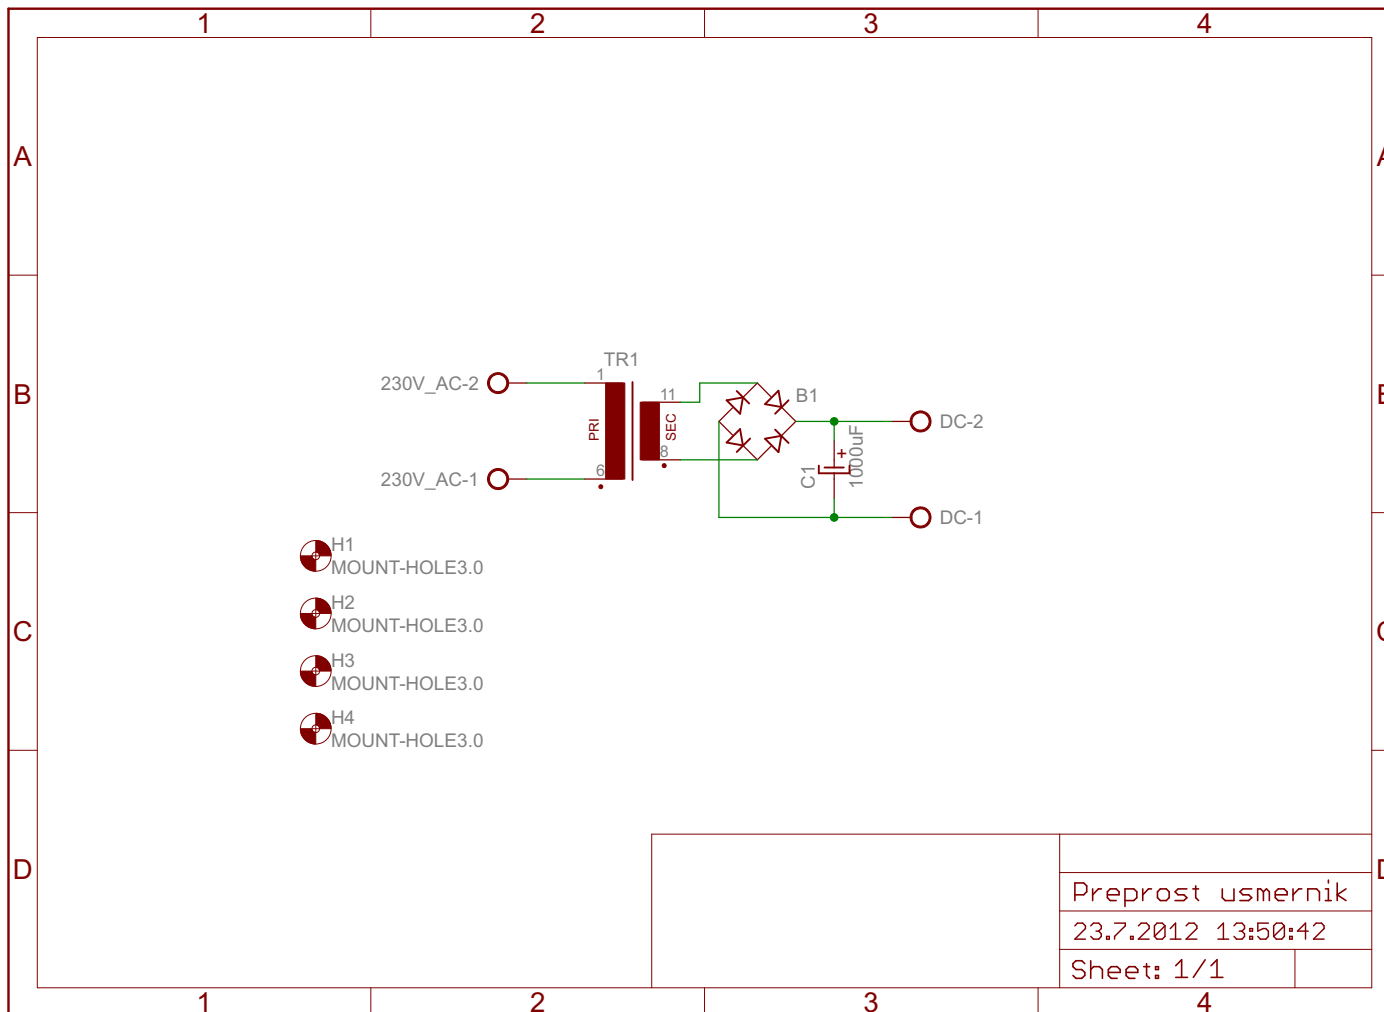 1 2 3 4
A A
B B
C C
D D
TR1
230V_AC-2
1
11
B1
PRI
SEC
DC-2
230V_AC-1
6
8
C1
+
1000uF
DC-1
H1
MOUNT-HOLE3.0
H2
MOUNT-HOLE3.0
H3
MOUNT-HOLE3.0
H4
MOUNT-HOLE3.0
Preprost usmernik
23.7.2012 13:50:42
Sheet: 1/1
1 2 3 4